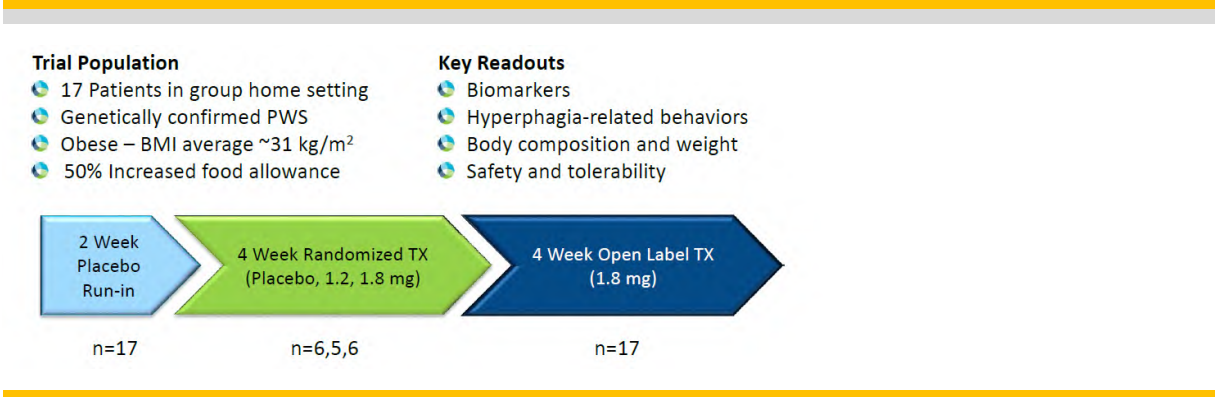 Trial Population
17 Patients in group home setting
Genetically confirmed PWS
Obese – BMI average ~31 kg/m²
50% Increased food allowance
Key Readouts
Biomarkers
Hyperphagia-related behaviors
Body composition and weight
Safety and tolerability
2 Week
Placebo
Run-in
4 Week Randomized TX
(Placebo, 1.2, 1.8 mg)
4 Week Open Label TX
(1.8 mg)
n=17
n=6,5,6
n=17